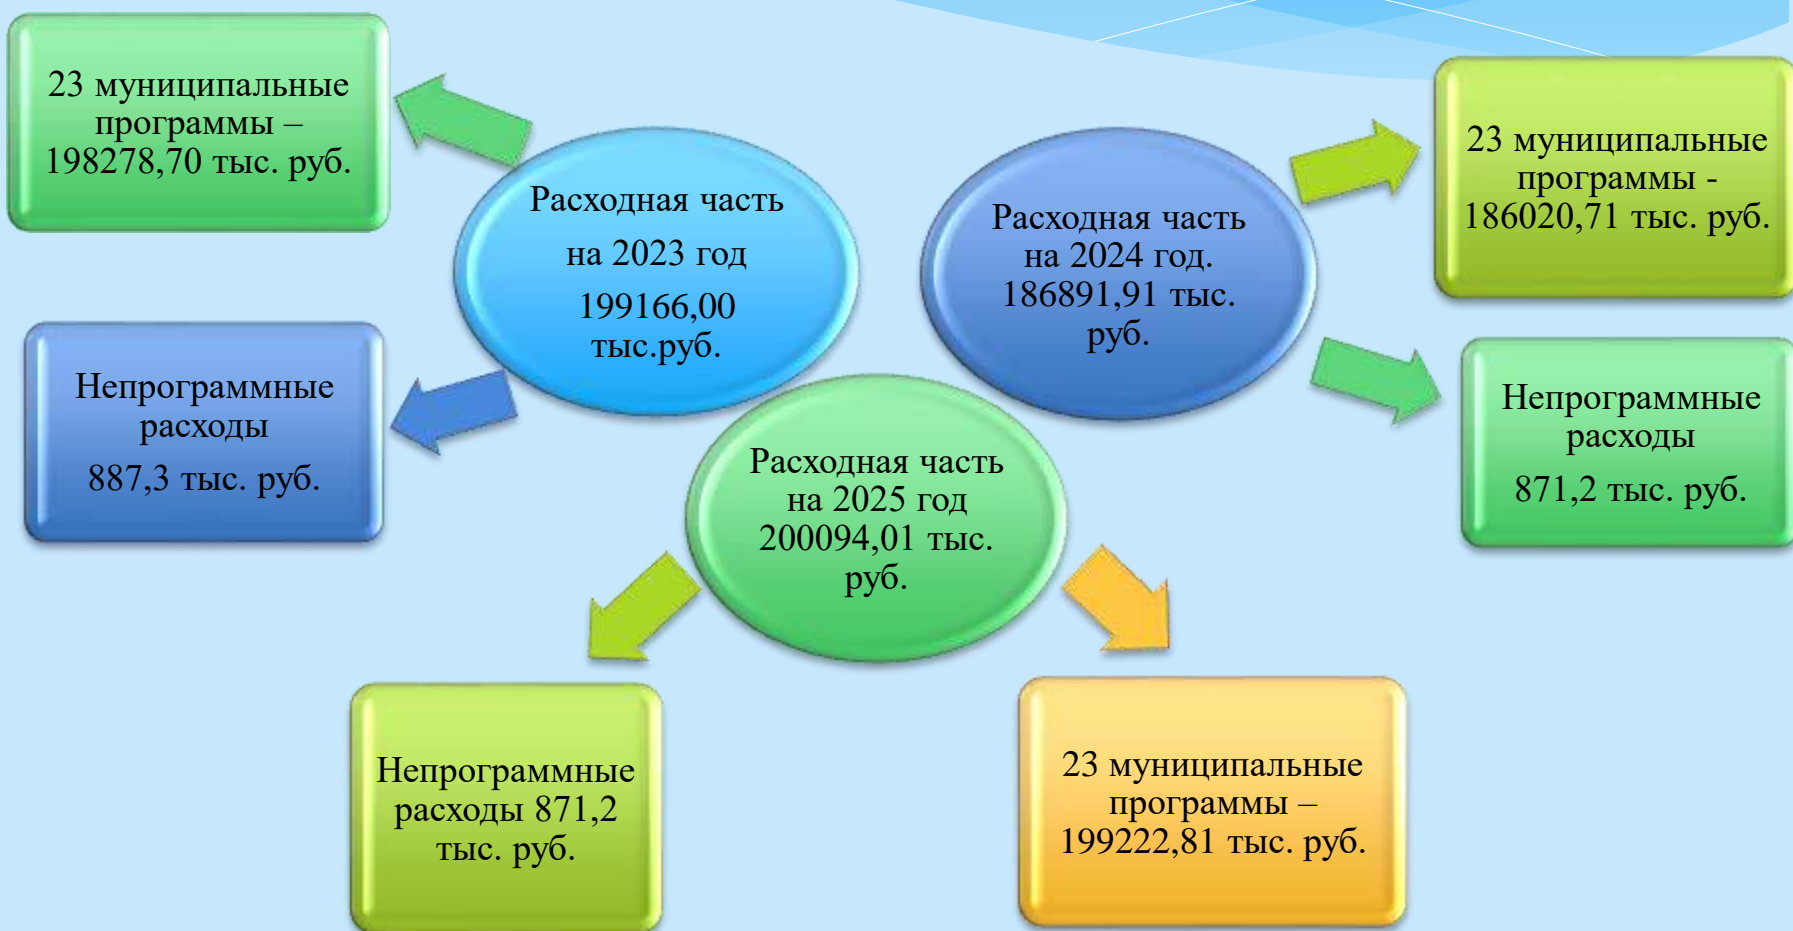 23 муниципальные
программы –
198278,70 тыс. руб.
Непрограммные
расходы
887,3 тыс. руб.
Расходная часть
на 2023 год
199166,00
тыс.руб.
Расходная часть
на 2024 год.
186891,91 тыс.
руб.
23 муниципальные
программы -
186020,71 тыс. руб.
Непрограммные
расходы
871,2 тыс. руб.
Расходная часть
на 2025 год
200094,01 тыс.
руб.
Непрограммные
расходы 871,2
тыс. руб.
23 муниципальные
программы –
199222,81 тыс. руб.